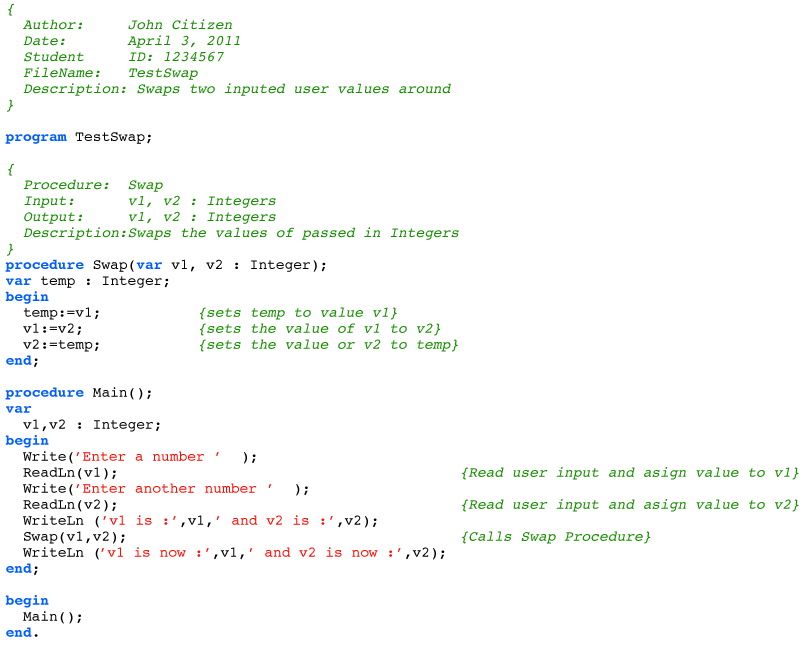 {
  Author:     John Citizen
  Date:       April 3, 2011
  Student     ID: 1234567
  FileName:   TestSwap
  Description: Swaps two inputed user values around
}

program TestSwap;

{
  Procedure:  Swap
  Input:      v1, v2 : Integers
  Output:     v1, v2 : Integers
  Description:Swaps the values of passed in Integers
}
procedure Swap(var v1, v2 : Integer);
var temp : Integer;
begin
  temp:=v1;           {sets temp to value v1}
  v1:=v2;             {sets the value of v1 to v2}
  v2:=temp;           {sets the value or v2 to temp}
end;

procedure Main();
var
  v1,v2 : Integer;
begin
  Write('Enter a number ’  );
  ReadLn(v1);                                       {Read user input and asign value to v1}
  Write('Enter another number ’  );
  ReadLn(v2);                                       {Read user input and asign value to v2}
  WriteLn (‘v1 is :’,v1,’ and v2 is :’,v2);
  Swap(v1,v2);                                      {Calls Swap Procedure}
  WriteLn (‘v1 is now :’,v1,’ and v2 is now :’,v2);
end;

begin
  Main();
end.